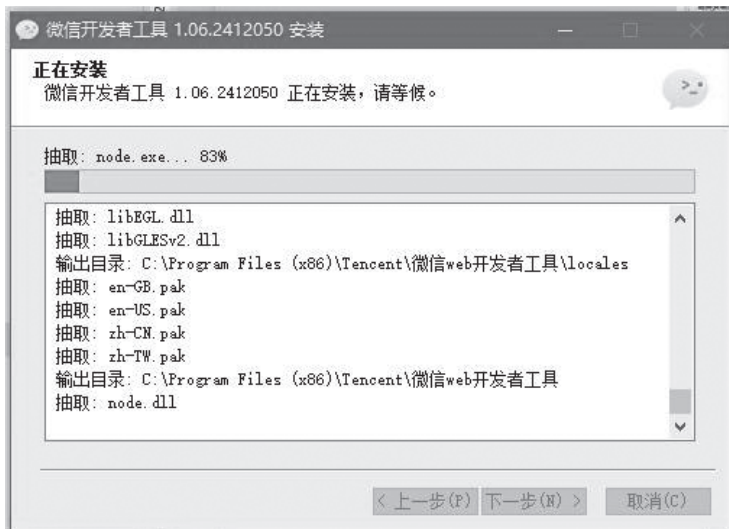 微信开发者工具 1.06.2412050 安装
正在安装
微信开发者工具 1.06.2412050 正在安装，请等候。
抽取: node.exe... 83%
抽取: libEGL.dll
抽取: libGLESv2.dll
输出目录: C:\Program Files (x86)\Tencent\微信web开发者工具\locales
抽取: en-GB.pak
抽取: en-US.pak
抽取: zh-CN.pak
抽取: zh-TW.pak
输出目录: C:\Program Files (x86)\Tencent\微信web开发者工具
抽取: node.dll
< 上一步(P) 下一步(N) > 取消(C)